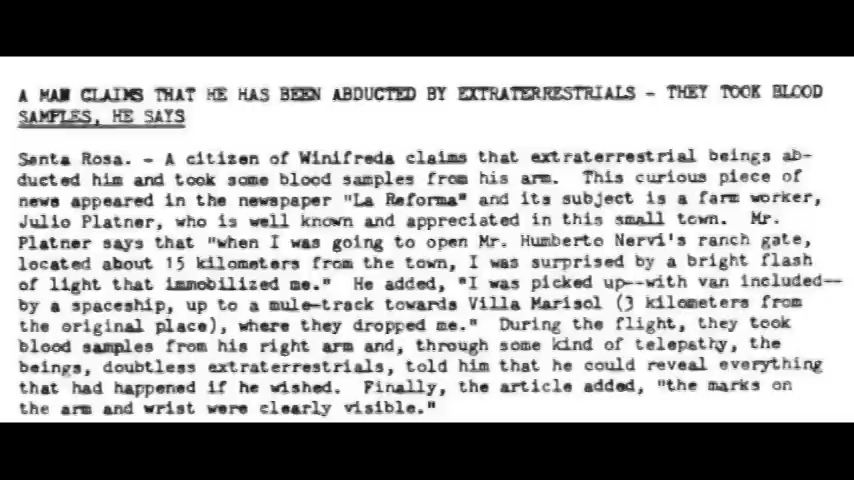 A MAN CLAIMS THAT HE HAS BEEN ABDUCTED BY EXTRATERRESTRIALS - THEY TOOK BLOOD
SAMPLES, HE SAYS
Santa Rosa. - A citizen of Winifreda claims that extraterrestrial beings ab-
ducted him and took some blood samples from his arm. This curious piece of
news appeared in the newspaper "La Reforma" and its subject is a farm worker,
Julio Platner, who is well known and appreciated in this small town. Mr.
Platner says that "when I was going to open Mr. Humberto Nervi's ranch gate,
located about 15 kilometers from the town, I was surprised by a bright flash
of light that immobilized me." He added, "I was picked up--with van included--
by a spaceship, up to a mule-track towards Villa Marisol (3 kilometers from
the original place), where they dropped me." During the flight, they took
blood samples from his right arm and, through some kind of telepathy, the
beings, doubtless extraterrestrials, told him that he could reveal everything
that had happened if he wished. Finally, the article added, "the marks on
the arm and wrist were clearly visible."